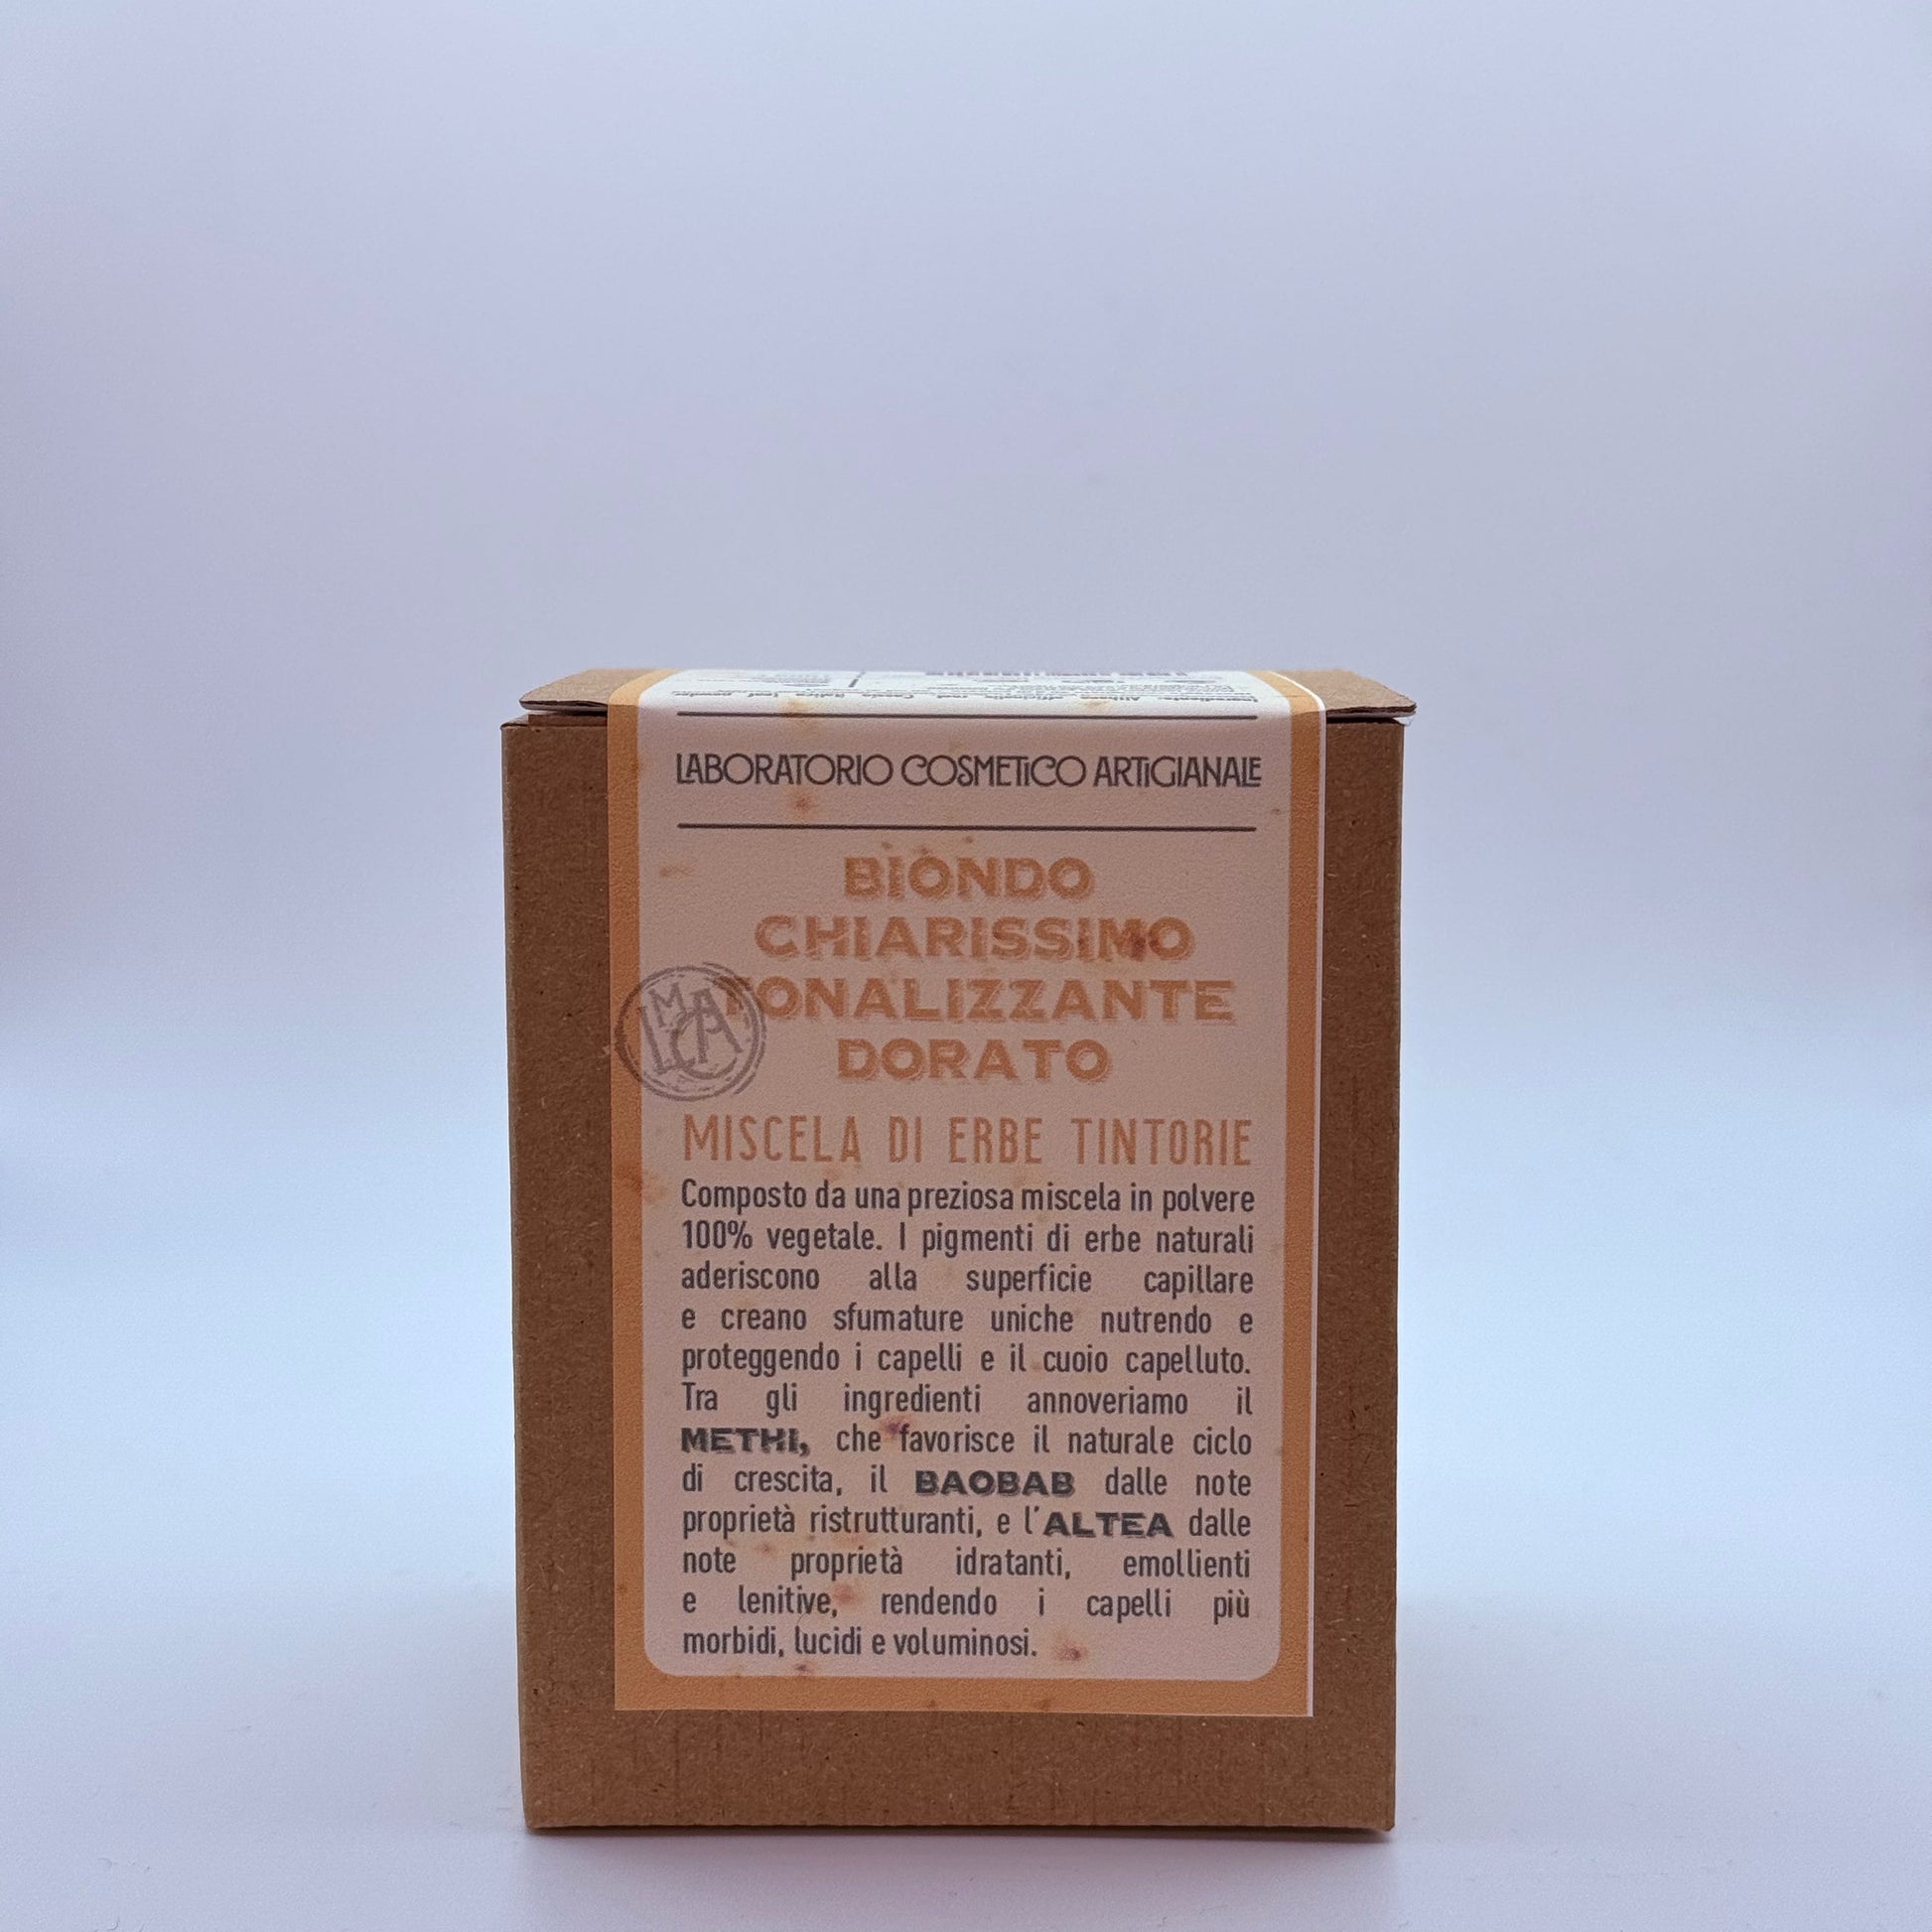 LABORATORIO COSMETICO ARTIGIANALE
BIONDO
CHIARISSIMO
TONALIZZANTE
DORATO
MLCA
MISCELA DI ERBE TINTORIE
Composto da una preziosa miscela in polvere
100% vegetale. I pigmenti di erbe naturali
aderiscono alla superficie capillare
e creano sfumature uniche nutrendo e
proteggendo i capelli e il cuoio capelluto.
Tra gli ingredienti annoveriamo il
METHI, che favorisce il naturale ciclo
di crescita, il BAOBAB dalle note
proprietà ristrutturanti, e l'ALTEA dalle
note proprietà idratanti, emollienti
e lenitive, rendendo i capelli più
morbidi, lucidi e voluminosi.